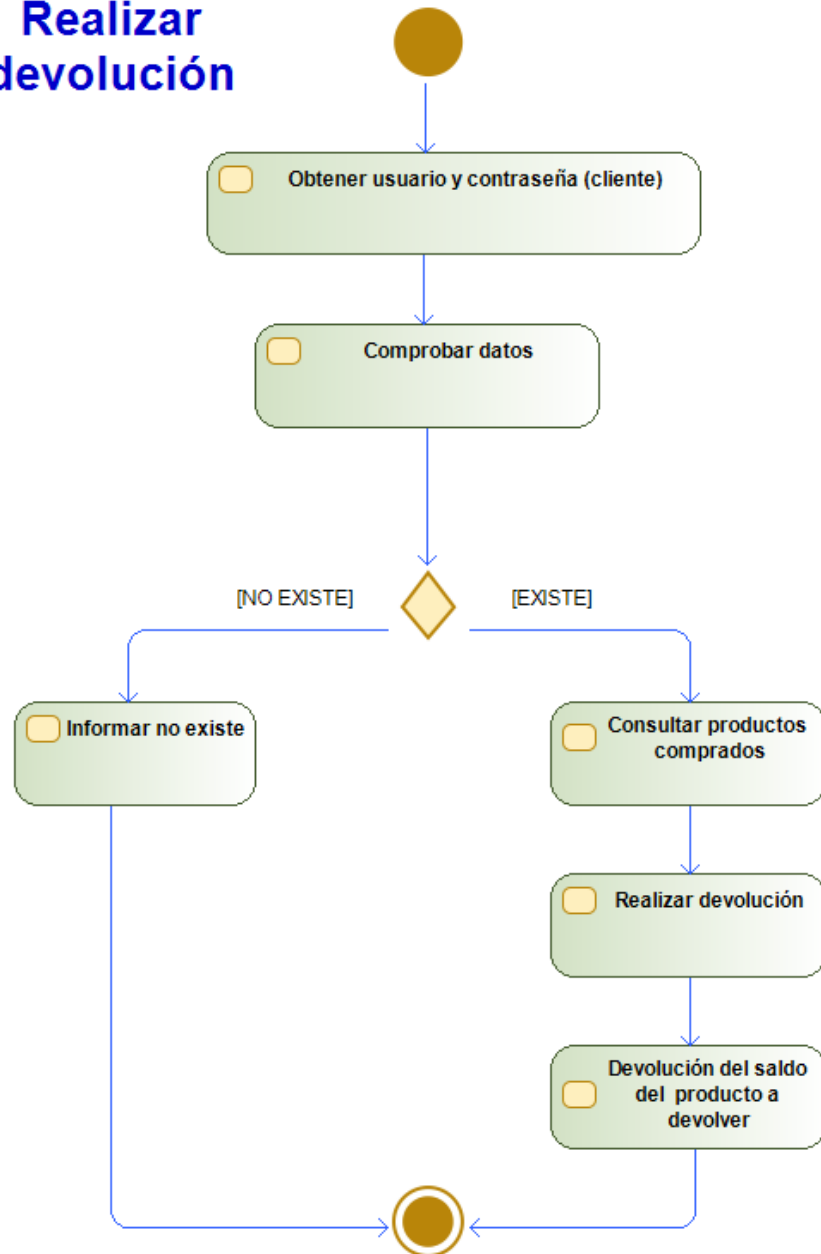 Realizar
devolución
Obtener usuario y contraseña (cliente)
Comprobar datos
[NO EXISTE]
[EXISTE]
Informar no existe
Consultar productos
comprados
Realizar devolución
Devolución del saldo
del producto a
devolver